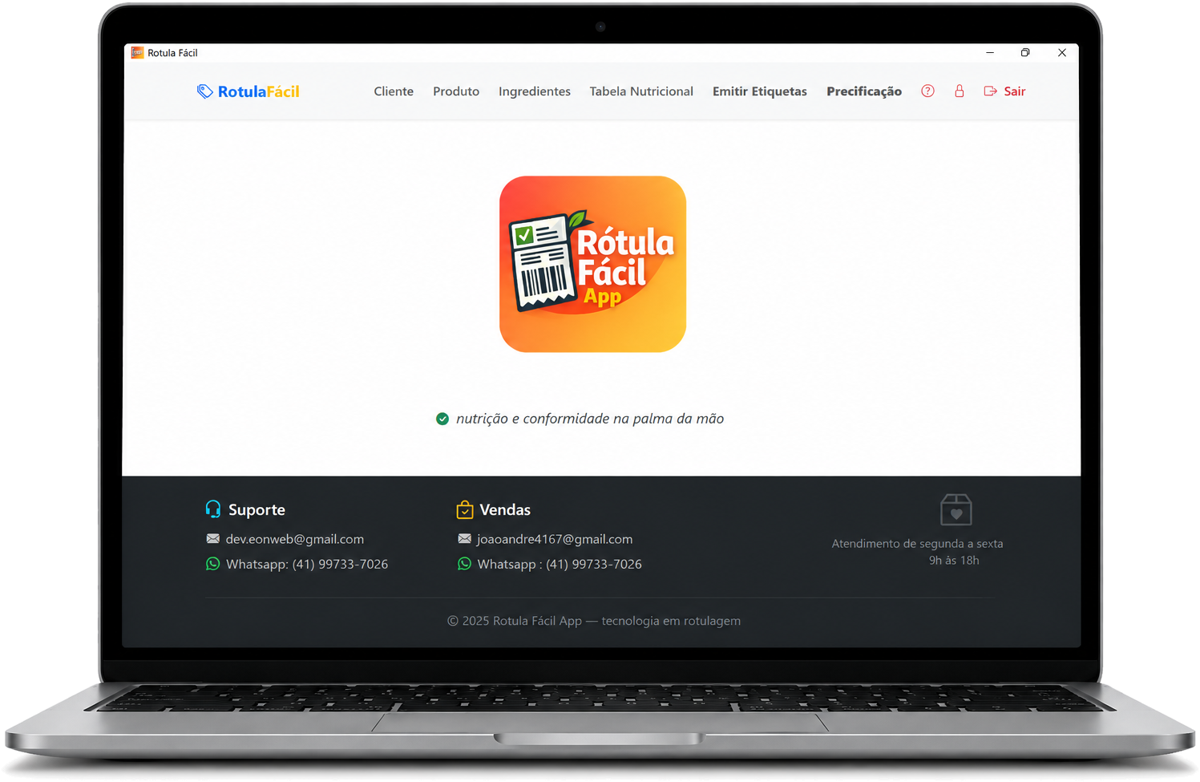 Rotula Fácil
RotulaFácil
Cliente
Produto
Ingredientes
Tabela Nutricional
Emitir Etiquetas
Precificação
Sair
Rótula
Fácil
App
nutrição e conformidade na palma da mão
Suporte
dev.eonweb@gmail.com
Whatsapp: (41) 99733-7026
Vendas
joaoandre4167@gmail.com
Whatsapp : (41) 99733-7026
Atendimento de segunda a sexta
9h às 18h
© 2025 Rotula Fácil App — tecnologia em rotulagem